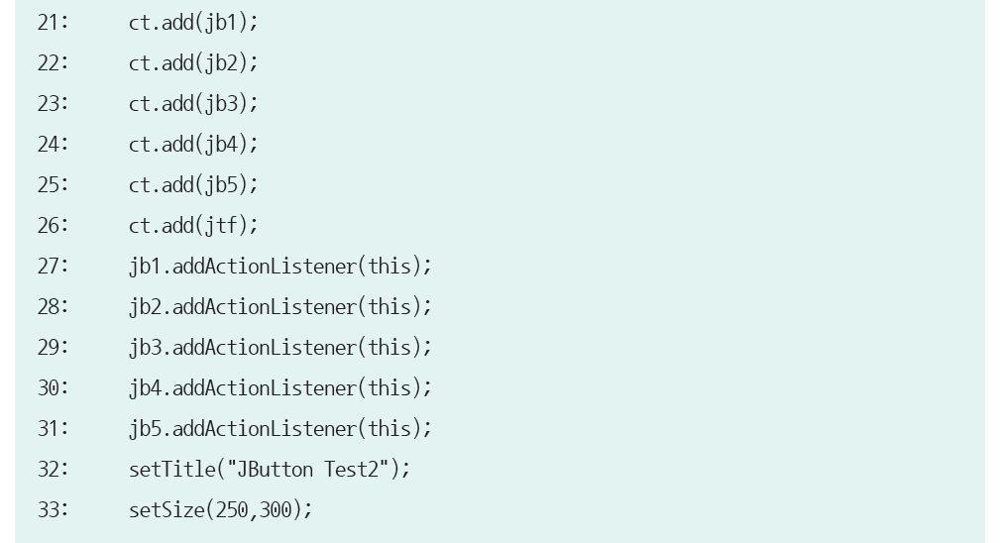 21: ct.add(jb1);
22: ct.add(jb2);
23: ct.add(jb3);
24: ct.add(jb4);
25: ct.add(jb5);
26: ct.add(jtf);
27: jb1.addActionListener(this);
28: jb2.addActionListener(this);
29: jb3.addActionListener(this);
30: jb4.addActionListener(this);
31: jb5.addActionListener(this);
32: setTitle("JButton Test2");
33: setSize(250,300);